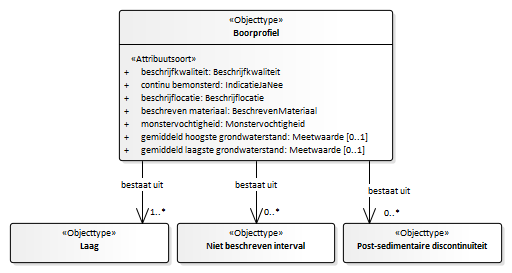 «Objecttype»
Boorprofiel
«Attribuutsoort»
+ beschrijfkwaliteit: Beschrijfkwaliteit
+ continu bemonsterd: IndicatieJaNee
+ beschrijflocatie: Beschrijflocatie
+ beschreven materiaal: BeschrevenMateriaal
+ monstervochtigheid: Monstervochtigheid
+ gemiddeld hoogste grondwaterstand: Meetwaarde [0..1]
+ gemiddeld laagste grondwaterstand: Meetwaarde [0..1]
bestaat uit
bestaat uit
bestaat uit
1..*
0..*
0..*
«Objecttype»
Laag
«Objecttype»
Niet beschreven interval
«Objecttype»
Post-sedimentaire discontinuïteit